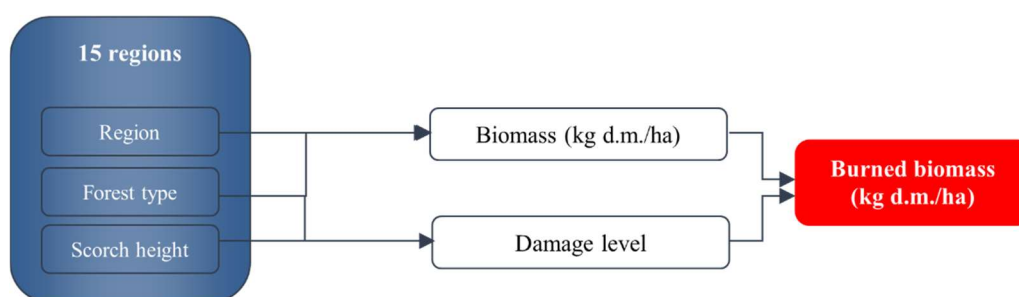 15 regions
Region
Forest type
Scorch height
Biomass (kg d.m./ha)
Damage level
Burned biomass
(kg d.m./ha)